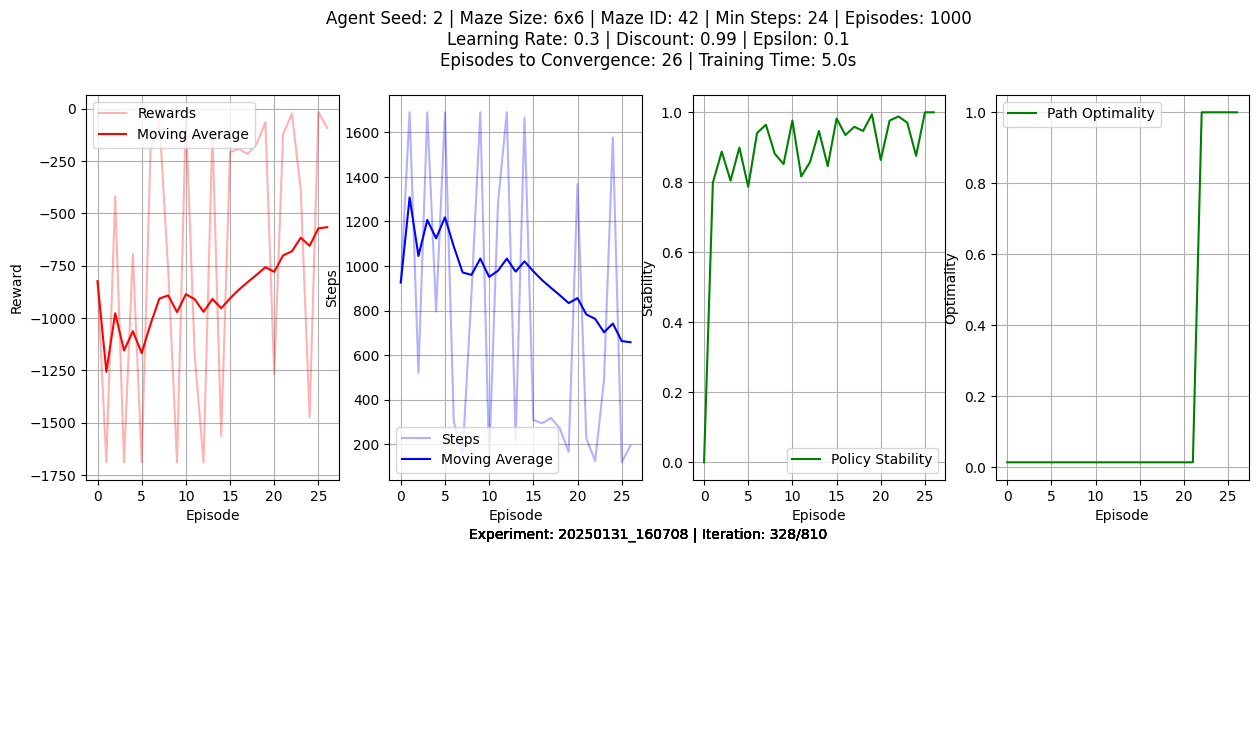 Agent Seed: 2 | Maze Size: 6x6 | Maze ID: 42 | Min Steps: 24 | Episodes: 1000
Learning Rate: 0.3 | Discount: 0.99 | Epsilon: 0.1
Episodes to Convergence: 26 | Training Time: 5.0s
Reward
0
−250
−500
−750
−1000
−1250
−1500
−1750
Rewards
Moving Average
0 5 10 15 20 25
Episode
Steps
1600
1400
1200
1000
800
600
400
200
Steps
Moving Average
0 5 10 15 20 25
Episode
Stability
1.0
0.8
0.6
0.4
0.2
0.0
Policy Stability
0 5 10 15 20 25
Episode
Optimality
1.0
0.8
0.6
0.4
0.2
0.0
Path Optimality
0 5 10 15 20 25
Episode
Experiment: 20250131_160708 | Iteration: 328/810